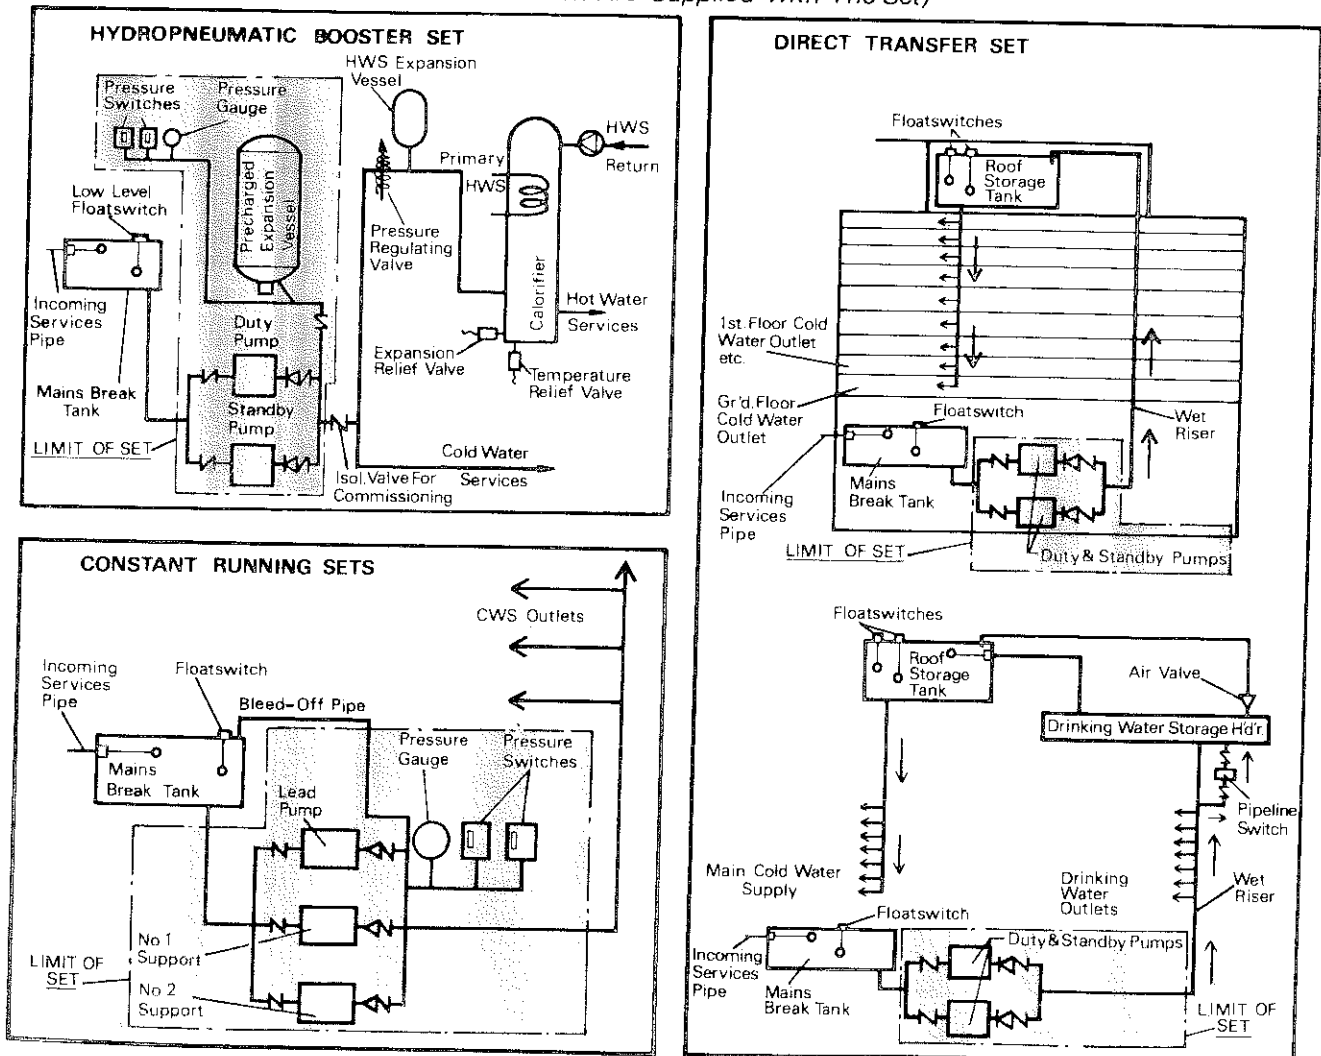 Supplied With The Set)
HYDROPNEUMATIC BOOSTER SET
HWS Expansion
Vessel
Pressure
Switches
Pressure
Gauge
HWS
Return
Primary
HWS
Low Level
Floatswitch
Precharged
Expansion
Vessel
Pressure
Regulating
Valve
Calorifier
Incoming
Services
Pipe
Hot Water
Services
Duty
Pump
Expansion
Relief Valve
Temperature
Relief Valve
Mains Break
Tank
Standby
Pump
LIMIT OF SET
Cold Water
Services
Isol. Valve For
Commissioning
CONSTANT RUNNING SETS
CWS Outlets
Incoming
Services
Pipe
Floatswitch
Bleed-Off Pipe
Mains
Break Tank
Pressure
Gauge
Pressure
Switches
Lead
Pump
No 1
Support
LIMIT OF
SET
No 2
Support
DIRECT TRANSFER SET
Floatswitches
Roof
Storage
Tank
1st. Floor Cold
Water Outlet
etc.
Gr'd. Floor
Cold Water
Outlet
Floatswitch
Wet
Riser
Mains
Break Tank
Incoming
Services
Pipe
LIMIT OF SET
Duty & Standby Pumps
Floatswitches
Roof
Storage
Tank
Air Valve
Drinking Water Storage H'd'r.
Pipeline
Switch
Main Cold Water
Supply
Drinking
Water
Outlets
Wet
Riser
Floatswitch
Duty & Standby Pumps
Incoming
Services
Pipe
Mains
Break Tank
LIMIT OF
SET